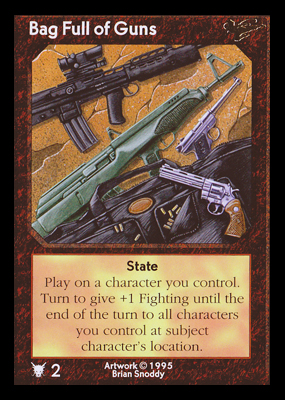 Bag Full of Guns
State
Play on a character you control.
Turn to give +1 Fighting until the
end of the turn to all characters
you control at subject
character's location.
2
Artwork © 1995
Brian Snoddy